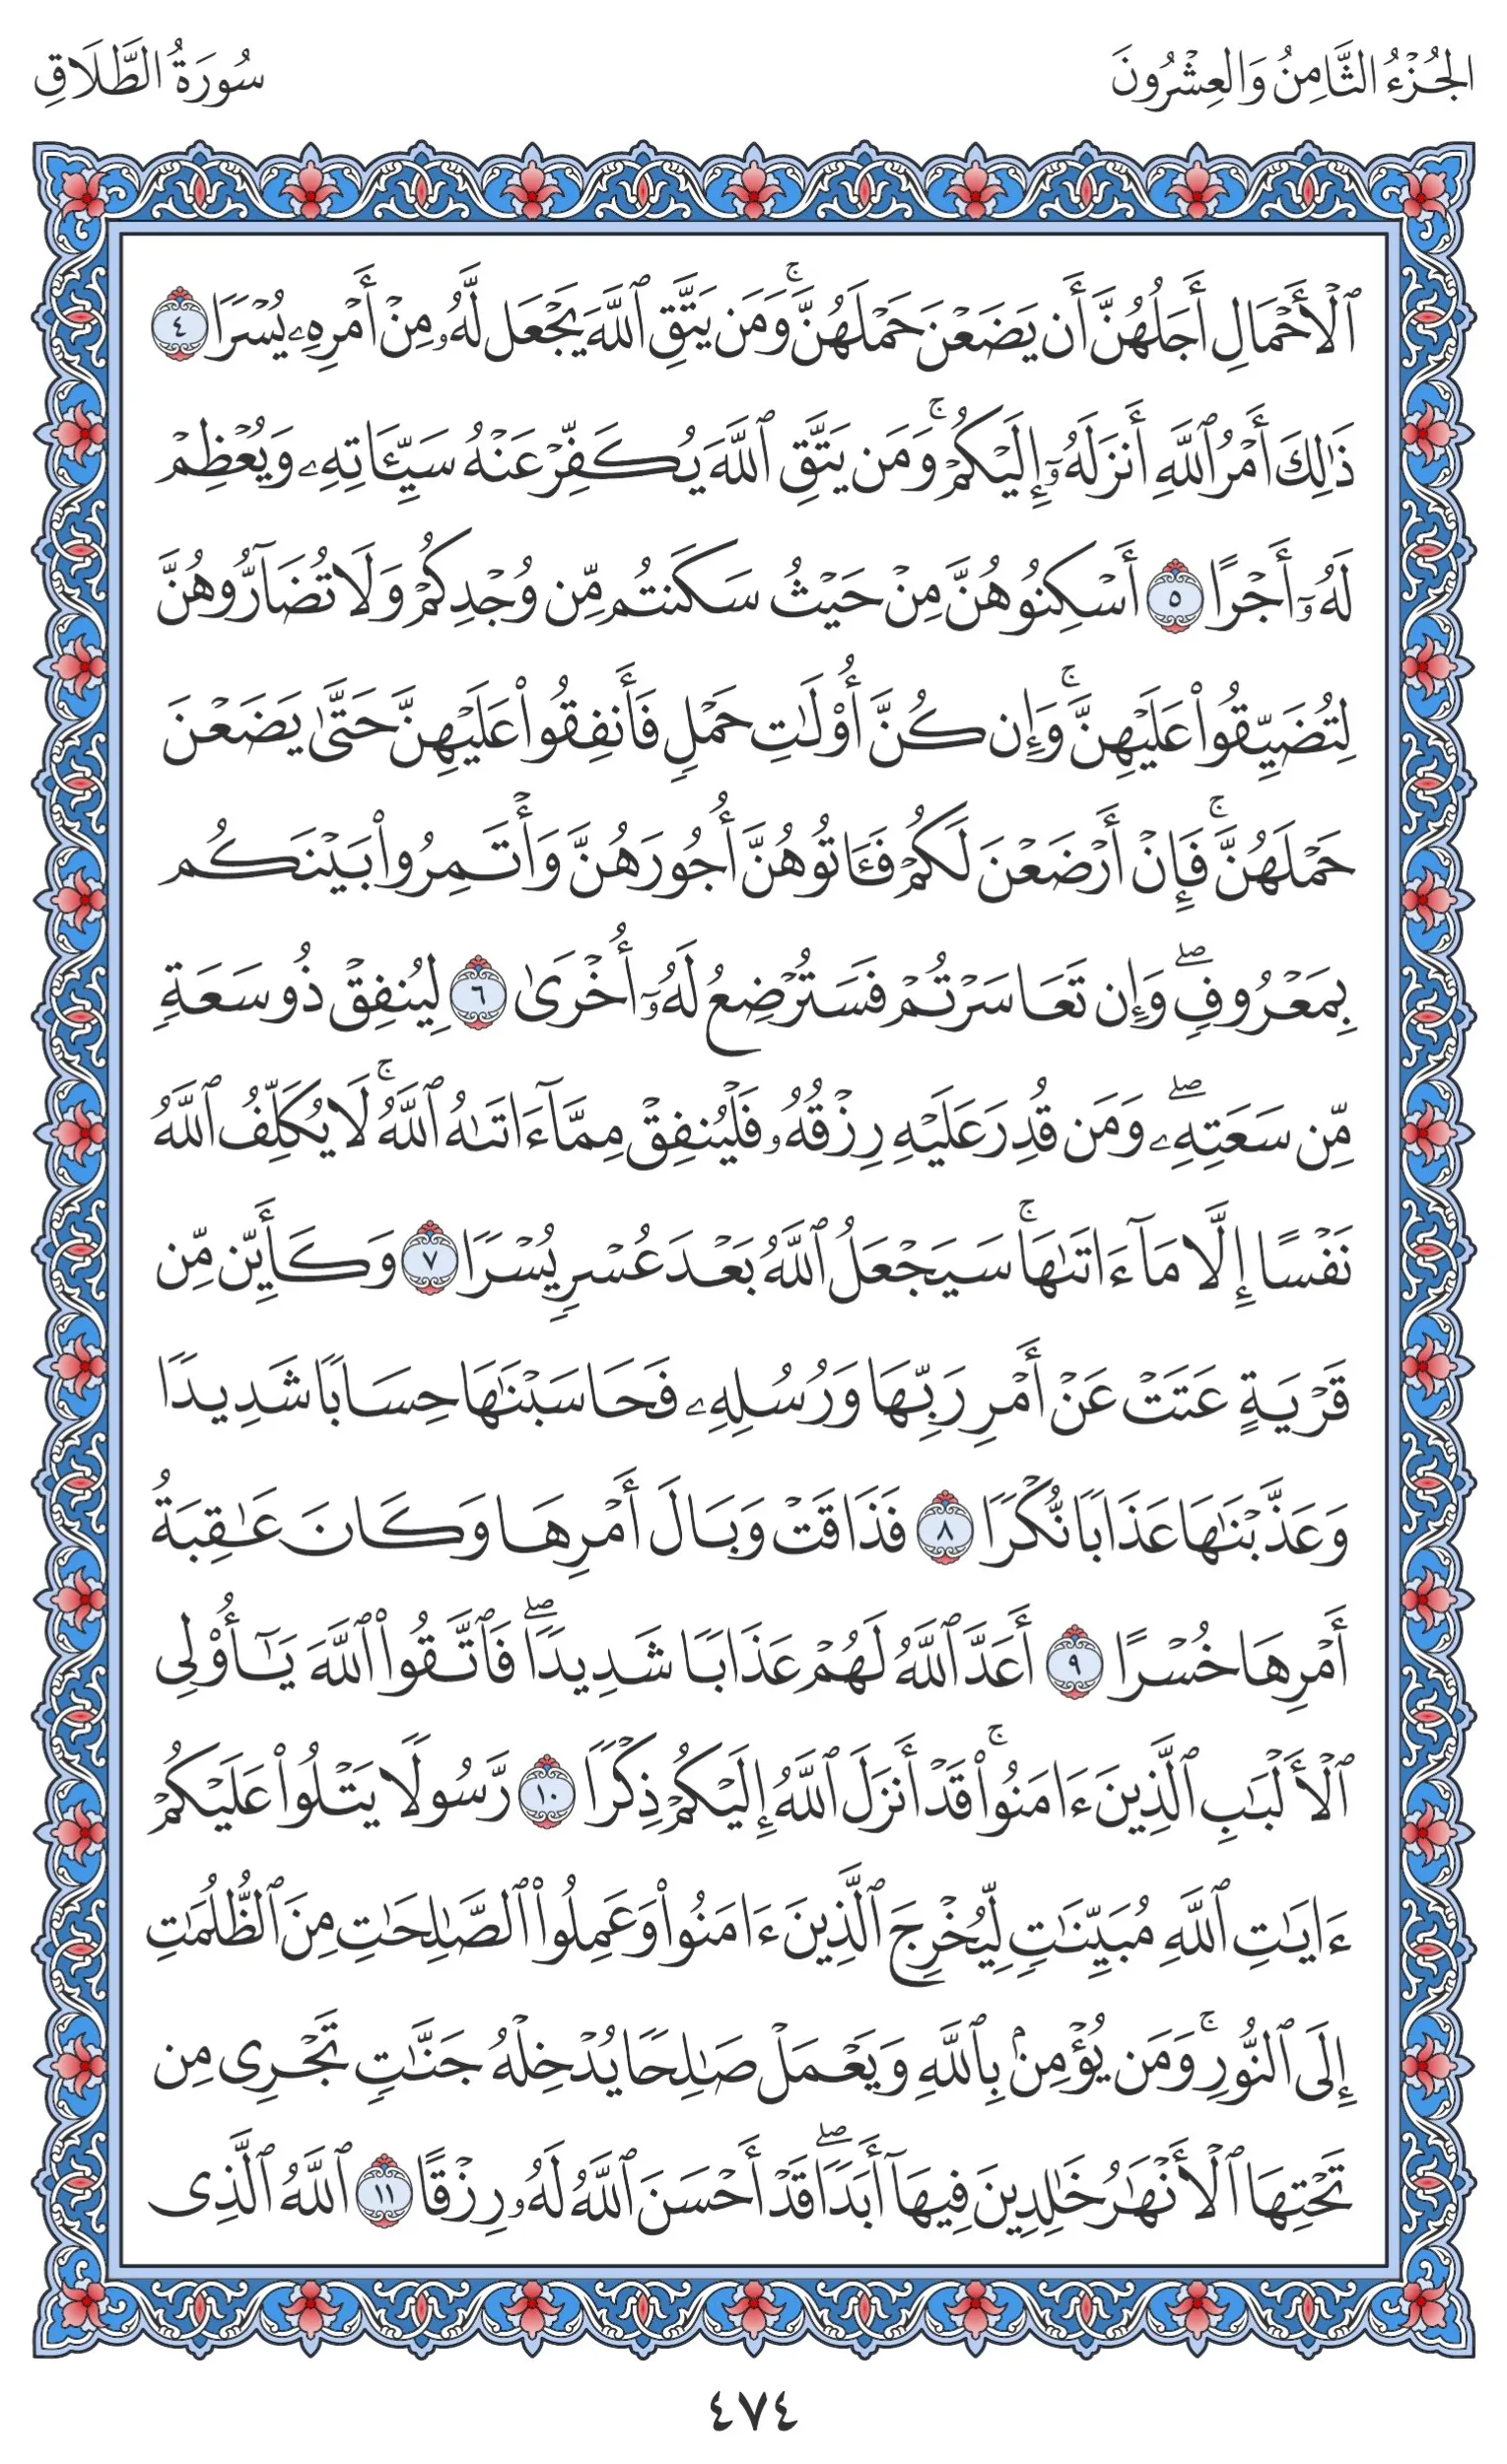 الجُزْءُ الثَّامِنُ وَالعِشْرُونَ
سُورَةُ الطَّلَاقِ
ٱلْأَحْمَالِ أَجَلُهُنَّ أَن يَضَعْنَ حَمْلَهُنَّۚ وَمَن يَتَّقِ ٱللَّهَ يَجْعَل لَّهُۥ مِنْ أَمْرِهِۦ يُسْرًا ٤
ذَٰلِكَ أَمْرُ ٱللَّهِ أَنزَلَهُۥٓ إِلَيْكُمْۚ وَمَن يَتَّقِ ٱللَّهَ يُكَفِّرْ عَنْهُ سَيِّـَٔاتِهِۦ وَيُعْظِمْ
لَهُۥٓ أَجْرًا ٥ أَسْكِنُوهُنَّ مِنْ حَيْثُ سَكَنتُم مِّن وُجْدِكُمْ وَلَا تُضَآرُّوهُنَّ
لِتُضَيِّقُوا۟ عَلَيْهِنَّۚ وَإِن كُنَّ أُو۟لَـٰتِ حَمْلٍ فَأَنفِقُوا۟ عَلَيْهِنَّ حَتَّىٰ يَضَعْنَ
حَمْلَهُنَّۚ فَإِنْ أَرْضَعْنَ لَكُمْ فَـَٔاتُوهُنَّ أُجُورَهُنَّ وَأْتَمِرُوا۟ بَيْنَكُم
بِمَعْرُوفٍۖ وَإِن تَعَاسَرْتُمْ فَسَتُرْضِعُ لَهُۥٓ أُخْرَىٰ ٦ لِيُنفِقْ ذُو سَعَةٍ
مِّن سَعَتِهِۦۖ وَمَن قُدِرَ عَلَيْهِ رِزْقُهُۥ فَلْيُنفِقْ مِمَّآ ءَاتَىٰهُ ٱللَّهُۚ لَا يُكَلِّفُ ٱللَّهُ
نَفْسًا إِلَّا مَآ ءَاتَىٰهَاۚ سَيَجْعَلُ ٱللَّهُ بَعْدَ عُسْرٍ يُسْرًا ٧ وَكَأَيِّن مِّن
قَرْيَةٍ عَتَتْ عَنْ أَمْرِ رَبِّهَا وَرُسُلِهِۦ فَحَاسَبْنَـٰهَا حِسَابًا شَدِيدًا
وَعَذَّبْنَـٰهَا عَذَابًا نُّكْرًا ٨ فَذَاقَتْ وَبَالَ أَمْرِهَا وَكَانَ عَـٰقِبَةُ
أَمْرِهَا خُسْرًا ٩ أَعَدَّ ٱللَّهُ لَهُمْ عَذَابًا شَدِيدًاۖ فَٱتَّقُوا۟ ٱللَّهَ يَـٰٓأُو۟لِى
ٱلْأَلْبَـٰبِ ٱلَّذِينَ ءَامَنُوا۟ۚ قَدْ أَنزَلَ ٱللَّهُ إِلَيْكُمْ ذِكْرًا ١٠ رَّسُولًا يَتْلُوا۟ عَلَيْكُمْ
ءَايَـٰتِ ٱللَّهِ مُبَيِّنَـٰتٍ لِّيُخْرِجَ ٱلَّذِينَ ءَامَنُوا۟ وَعَمِلُوا۟ ٱلصَّـٰلِحَـٰتِ مِنَ ٱلظُّلُمَـٰتِ
إِلَى ٱلنُّورِۚ وَمَن يُؤْمِنۢ بِٱللَّهِ وَيَعْمَلْ صَـٰلِحًا يُدْخِلْهُ جَنَّـٰتٍ تَجْرِى مِن
تَحْتِهَا ٱلْأَنْهَـٰرُ خَـٰلِدِينَ فِيهَآ أَبَدًاۖ قَدْ أَحْسَنَ ٱللَّهُ لَهُۥ رِزْقًا ١١ ٱللَّهُ ٱلَّذِى
٤٧٤